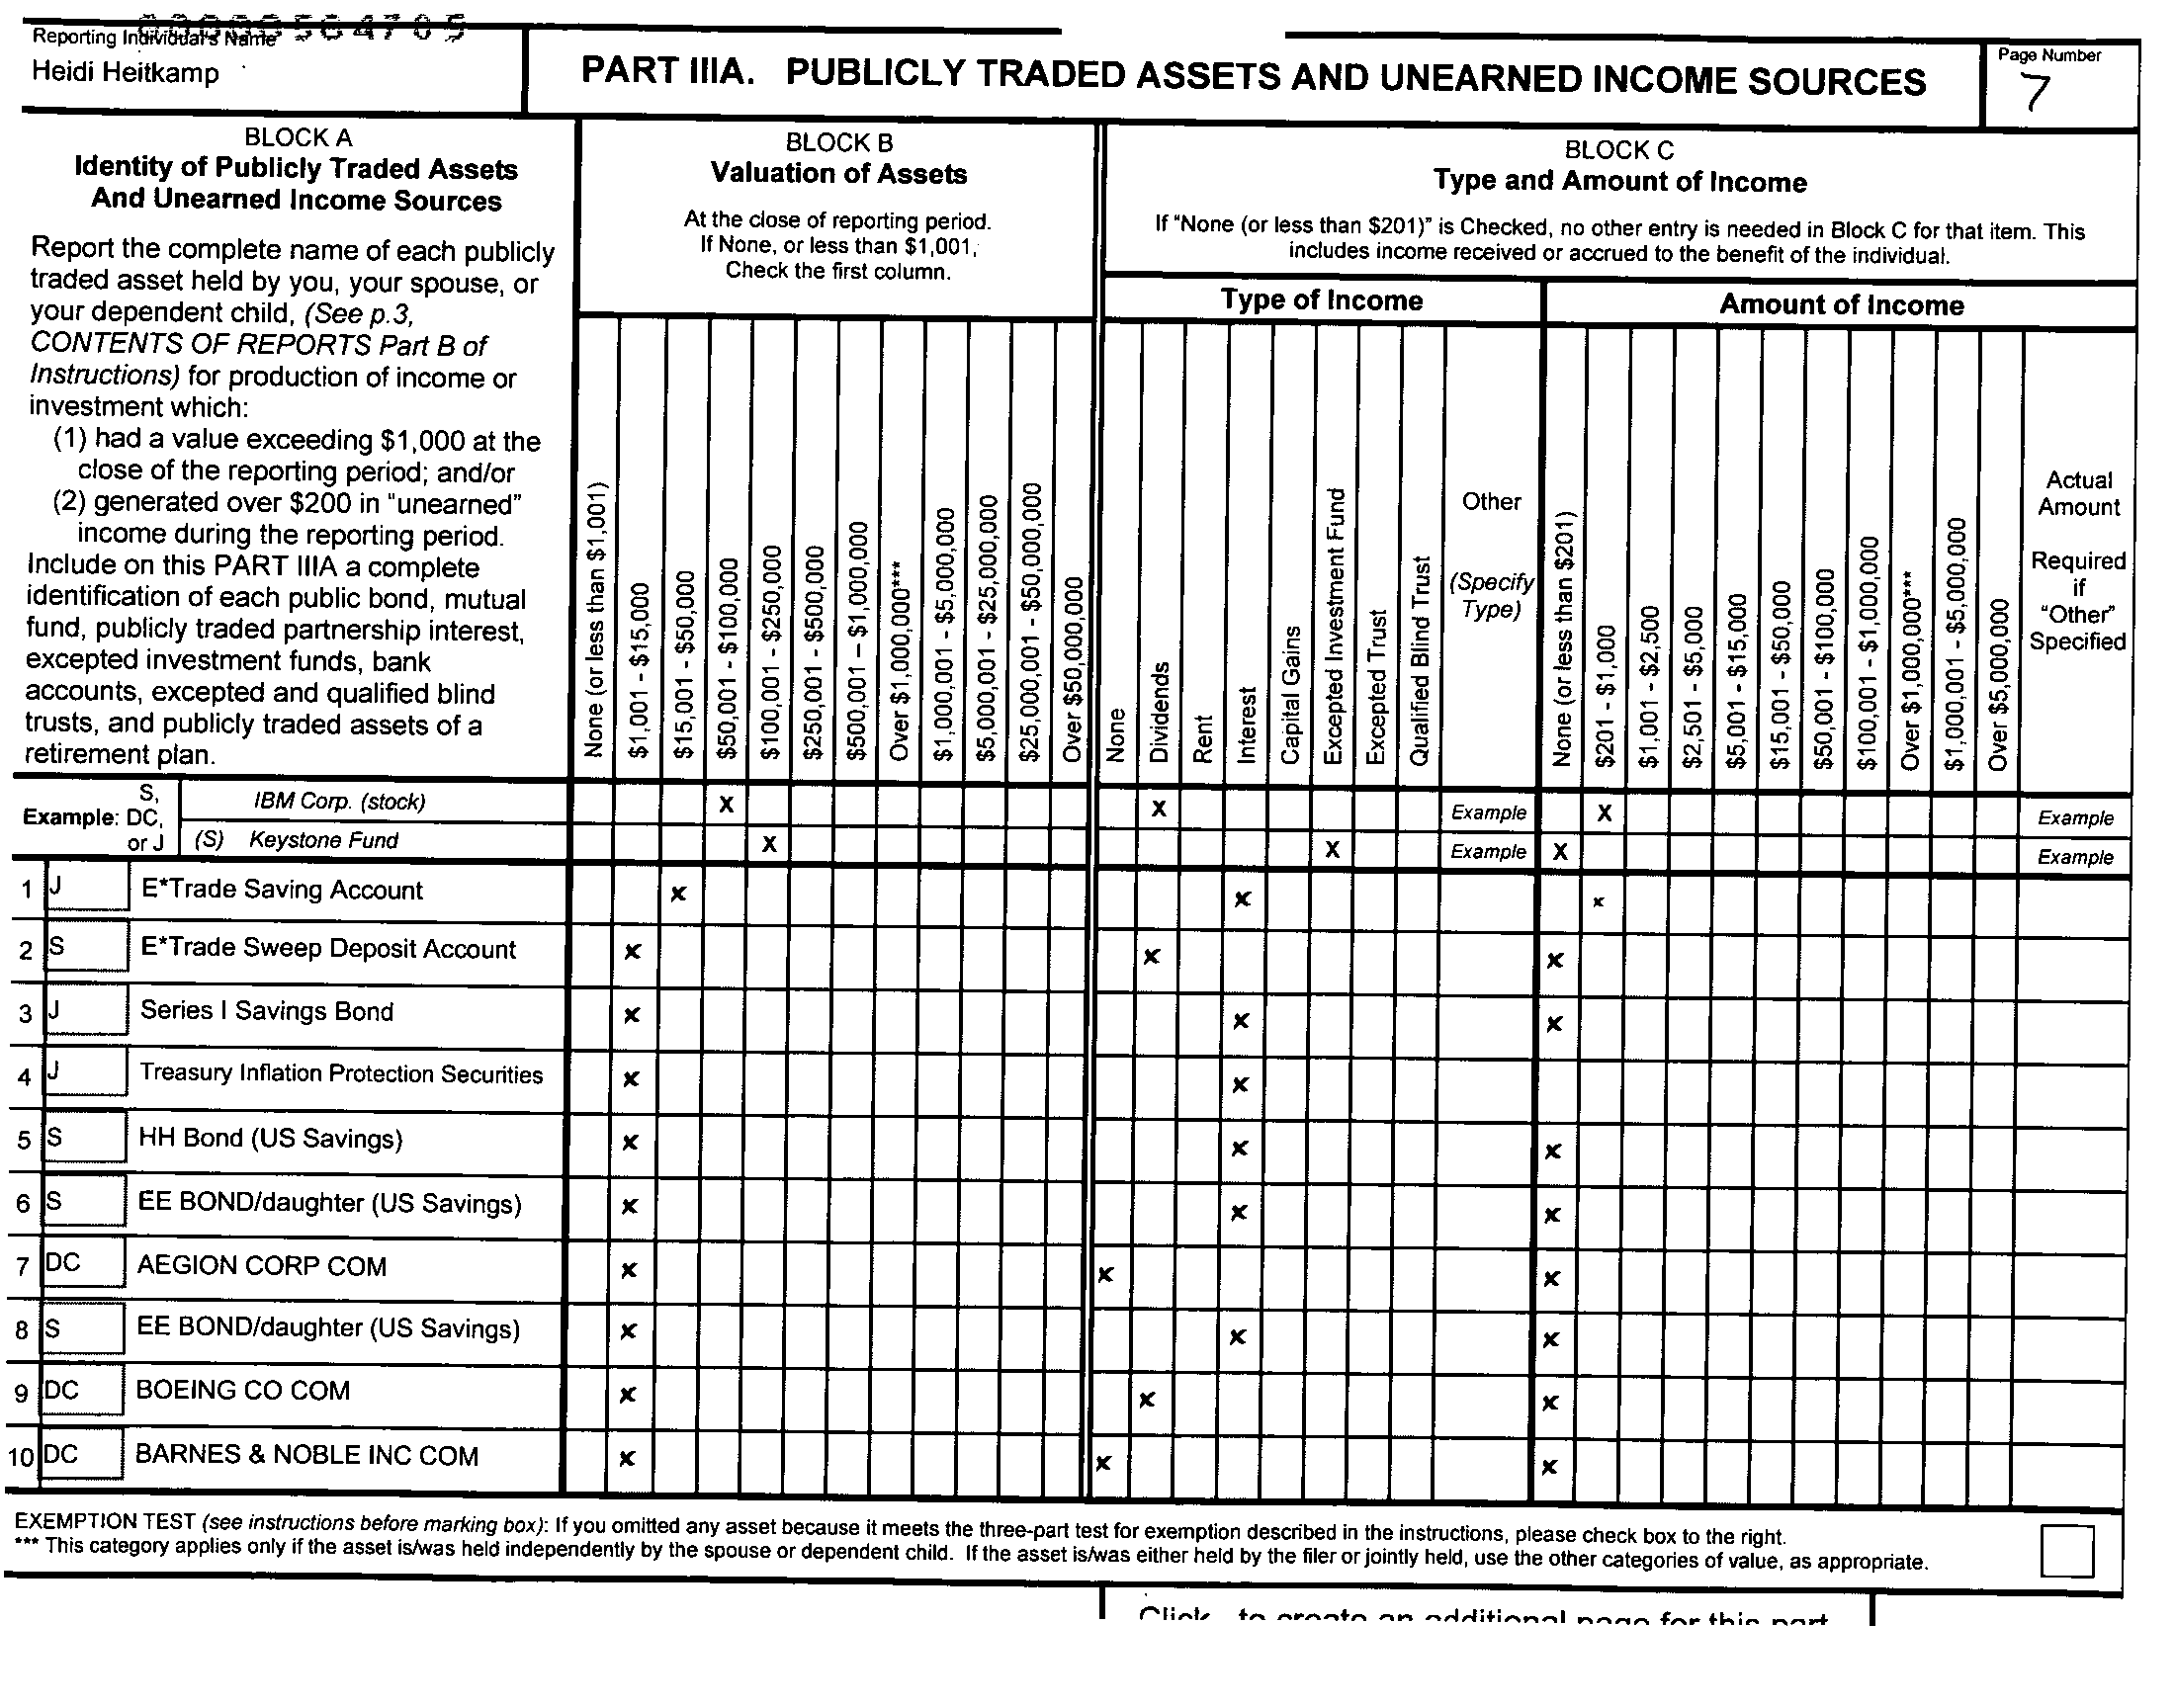 Reporting Individual's Name
Heidi Heitkamp
PART IIIA. PUBLICLY TRADED ASSETS AND UNEARNED INCOME SOURCES
Page Number
7
BLOCK A
Identity of Publicly Traded Assets
And Unearned Income Sources
Report the complete name of each publicly
traded asset held by you, your spouse, or
your dependent child, (See p.3,
CONTENTS OF REPORTS Part B of
Instructions) for production of income or
investment which:
(1) had a value exceeding $1,000 at the
close of the reporting period; and/or
(2) generated over $200 in "unearned"
income during the reporting period.
Include on this PART IIIA a complete
identification of each public bond, mutual
fund, publicly traded partnership interest,
excepted investment funds, bank
accounts, excepted and qualified blind
trusts, and publicly traded assets of a
retirement plan.
BLOCK B
Valuation of Assets
At the close of reporting period.
If None, or less than $1,001,
Check the first column.
BLOCK C
Type and Amount of Income
If "None (or less than $201)" is Checked, no other entry is needed in Block C for that item. This
includes income received or accrued to the benefit of the individual.
Type of Income
Amount of Income
None (or less than $1,001)
$1,001 - $15,000
$15,001 - $50,000
$50,001 - $100,000
$100,001 - $250,000
$250,001 - $500,000
$500,001 – $1,000,000
Over $1,000,000***
$1,000,001 - $5,000,000
$5,000,001 - $25,000,000
$25,000,001 - $50,000,000
Over $50,000,000
None
Dividends
Rent
Interest
Capital Gains
Excepted Investment Fund
Excepted Trust
Qualified Blind Trust
Other
(Specify
Type)
None (or less than $201)
$201 - $1,000
$1,001 - $2,500
$2,501 - $5,000
$5,001 - $15,000
$15,001 - $50,000
$50,001 - $100,000
$100,001 - $1,000,000
Over $1,000,000***
$1,000,001 - $5,000,000
Over $5,000,000
Actual
Amount
Required
if
"Other"
Specified
Example: S,
DC,
or J
IBM Corp. (stock) X X Example X Example
(S) Keystone Fund X X Example X Example
1 J E*Trade Saving Account x x x
2 S E*Trade Sweep Deposit Account x x x
3 J Series I Savings Bond x x x
4 J Treasury Inflation Protection Securities x x
5 S HH Bond (US Savings) x x x
6 S EE BOND/daughter (US Savings) x x x
7 DC AEGION CORP COM x x x
8 S EE BOND/daughter (US Savings) x x x
9 DC BOEING CO COM x x x
10 DC BARNES & NOBLE INC COM x x x
EXEMPTION TEST (see instructions before marking box): If you omitted any asset because it meets the three-part test for exemption described in the instructions, please check box to the right.
*** This category applies only if the asset is/was held independently by the spouse or dependent child. If the asset is/was either held by the filer or jointly held, use the other categories of value, as appropriate.
Click to create an additional page for this part